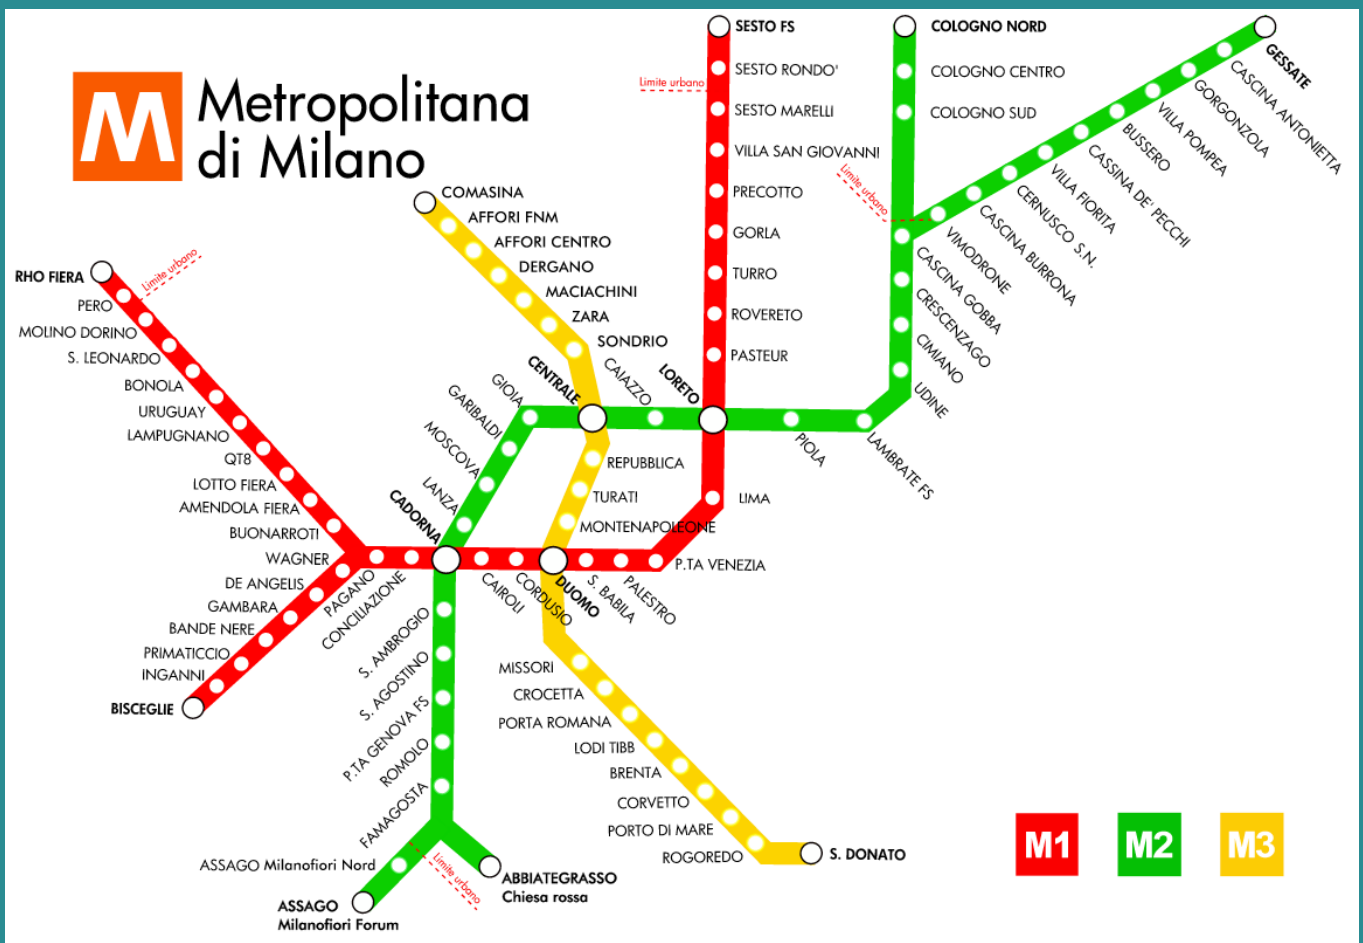 M
Metropolitana
di Milano
SESTO FS
SESTO RONDO'
Limite urbano
SESTO MARELLI
VILLA SAN GIOVANNI
PRECOTTO
GORLA
TURRO
ROVERETO
PASTEUR
LORETO
LIMA
P.TA VENEZIA
PALESTRO
S. BABILA
DUOMO
CORDUSIO
CAIROLI
CADORNA
CONCILIAZIONE
PAGANO
COLOGNO NORD
COLOGNO CENTRO
COLOGNO SUD
Limite urbano
GESSATE
CASCINA ANTONIETTA
GORGONZOLA
VILLA POMPEA
BUSSERO
CASSINA DE' PECCHI
VILLA FIORITA
CERNUSCO S.N.
CASCINA BURRONA
VIMODRONE
CASCINA GOBBA
CRESCENZAGO
CIMIANO
UDINE
LAMBRATE FS
PIOLA
CAIAZZO
CENTRALE
GIOIA
GARIBALDI
MOSCOVA
LANZA
COMASINA
AFFORI FNM
AFFORI CENTRO
DERGANO
MACIACHINI
ZARA
SONDRIO
REPUBBLICA
TURATI
MONTENAPOLEONE
RHO FIERA
Limite urbano
PERO
MOLINO DORINO
S. LEONARDO
BONOLA
URUGUAY
LAMPUGNANO
QT8
LOTTO FIERA
AMENDOLA FIERA
BUONARROTI
WAGNER
DE ANGELIS
GAMBARA
BANDE NERE
PRIMATICCIO
INGANNI
BISCEGLIE
S. AMBROGIO
S. AGOSTINO
P.TA GENOVA FS
ROMOLO
FAMAGOSTA
ASSAGO Milanofiori Nord
Limite urbano
ASSAGO
Milanofiori Forum
ABBIATEGRASSO
Chiesa rossa
MISSORI
CROCETTA
PORTA ROMANA
LODI TIBB
BRENTA
CORVETTO
PORTO DI MARE
ROGOREDO
S. DONATO
M1
M2
M3